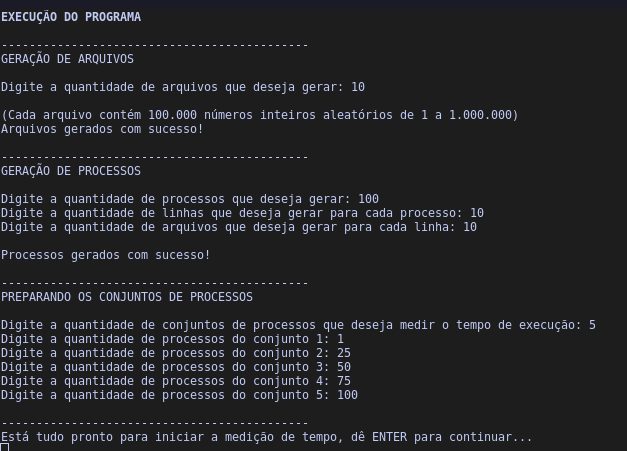 EXECUÇÃO DO PROGRAMA
--------------------------------------------
GERAÇÃO DE ARQUIVOS
Digite a quantidade de arquivos que deseja gerar: 10
(Cada arquivo contém 100.000 números inteiros aleatórios de 1 a 1.000.000)
Arquivos gerados com sucesso!
--------------------------------------------
GERAÇÃO DE PROCESSOS
Digite a quantidade de processos que deseja gerar: 100
Digite a quantidade de linhas que deseja gerar para cada processo: 10
Digite a quantidade de arquivos que deseja gerar para cada linha: 10
Processos gerados com sucesso!
--------------------------------------------
PREPARANDO OS CONJUNTOS DE PROCESSOS
Digite a quantidade de conjuntos de processos que deseja medir o tempo de execução: 5
Digite a quantidade de processos do conjunto 1: 1
Digite a quantidade de processos do conjunto 2: 25
Digite a quantidade de processos do conjunto 3: 50
Digite a quantidade de processos do conjunto 4: 75
Digite a quantidade de processos do conjunto 5: 100
--------------------------------------------
Está tudo pronto para iniciar a medição de tempo, dê ENTER para continuar...